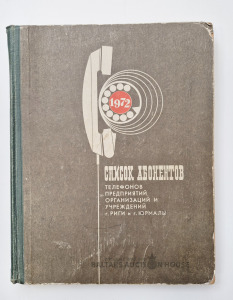 1972
СПИСОК АБОНЕНТОВ
ТЕЛЕФОНОВ
ПРЕДПРИЯТИЙ,
ОРГАНИЗАЦИЙ И
УЧРЕЖДЕНИЙ
г. РИГИ и г. ЮРМАЛЫ